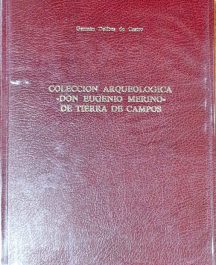 Germán Delibes de Castro
COLECCION ARQUEOLOGICA
«DON EUGENIO MERINO»
DE TIERRA DE CAMPOS